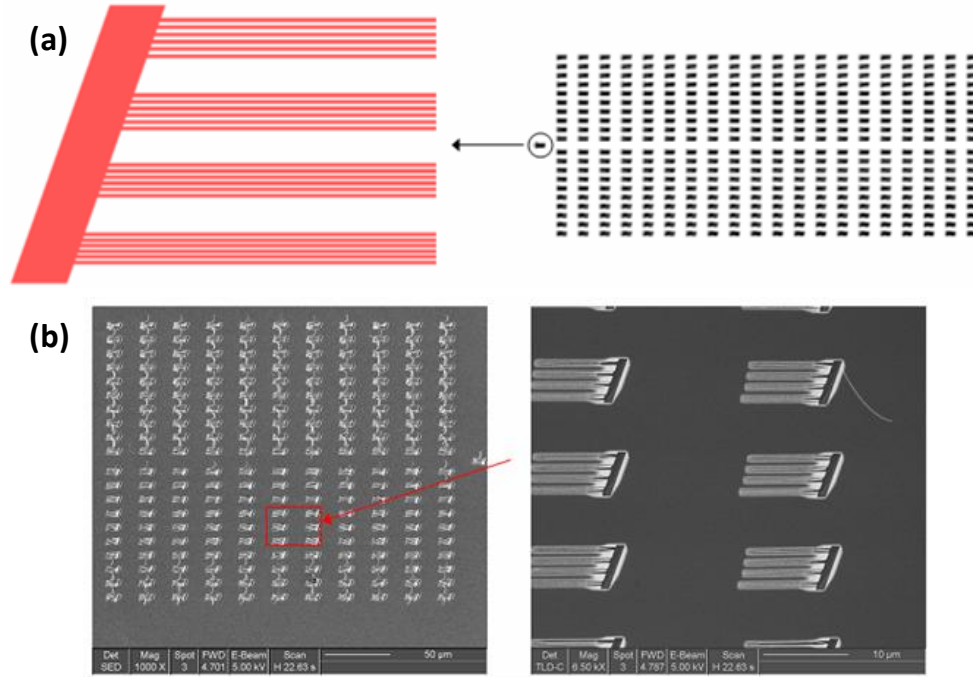 (a)
(b)
Det Mag Spot FWD E-Beam Scan 50 µm
SED 1000 X 3 4.701 5.00 kV H 22.63 s
Det Mag Spot FWD E-Beam Scan 10 µm
TLD-C 6.50 kX 3 4.787 5.00 kV H 22.63 s